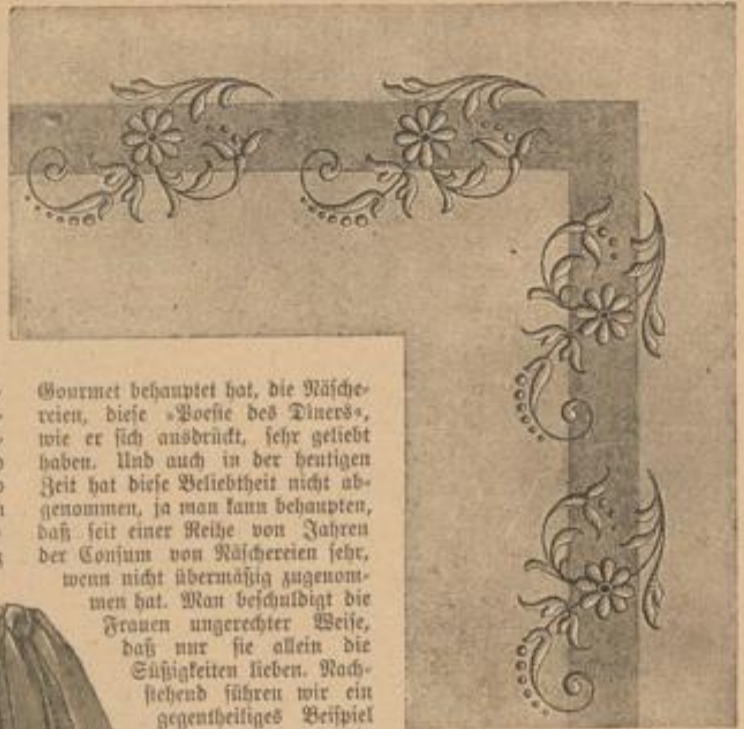 Gourmet behauptet hat, die Näsche-
reien, diese »Poesie des Diners«,
wie er sich ausdrückt, sehr geliebt
haben. Und auch in der heutigen
Zeit hat diese Beliebtheit nicht ab-
genommen, ja man kann behaupten,
daß seit einer Reihe von Jahren
der Consum von Näschereien sehr,
wenn nicht übermäßig zugenom-
men hat. Man beschuldigt die
Frauen ungerechter Weise,
daß nur sie allein die
Süßigkeiten lieben. Nach-
stehend führen wir ein
gegentheiliges Beispiel